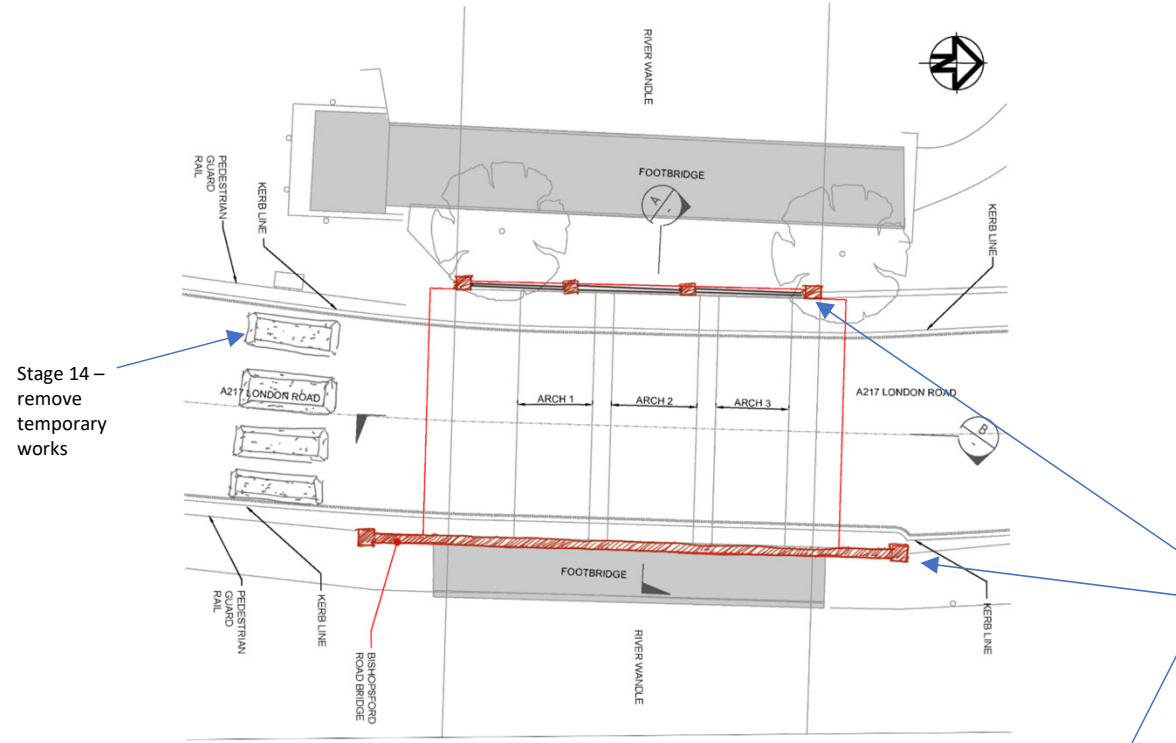 RIVER WANDLE
N
PEDESTRIAN
GUARD
RAIL
KERB LINE
FOOTBRIDGE
A
-
KERB LINE
Stage 14 –
remove
temporary
works
A217 LONDON ROAD
ARCH 1
ARCH 2
ARCH 3
A217 LONDON ROAD
B
-
FOOTBRIDGE
PEDESTRIAN
GUARD
RAIL
KERB LINE
BISHOPSFORD
ROAD BRIDGE
RIVER WANDLE
KERB LINE